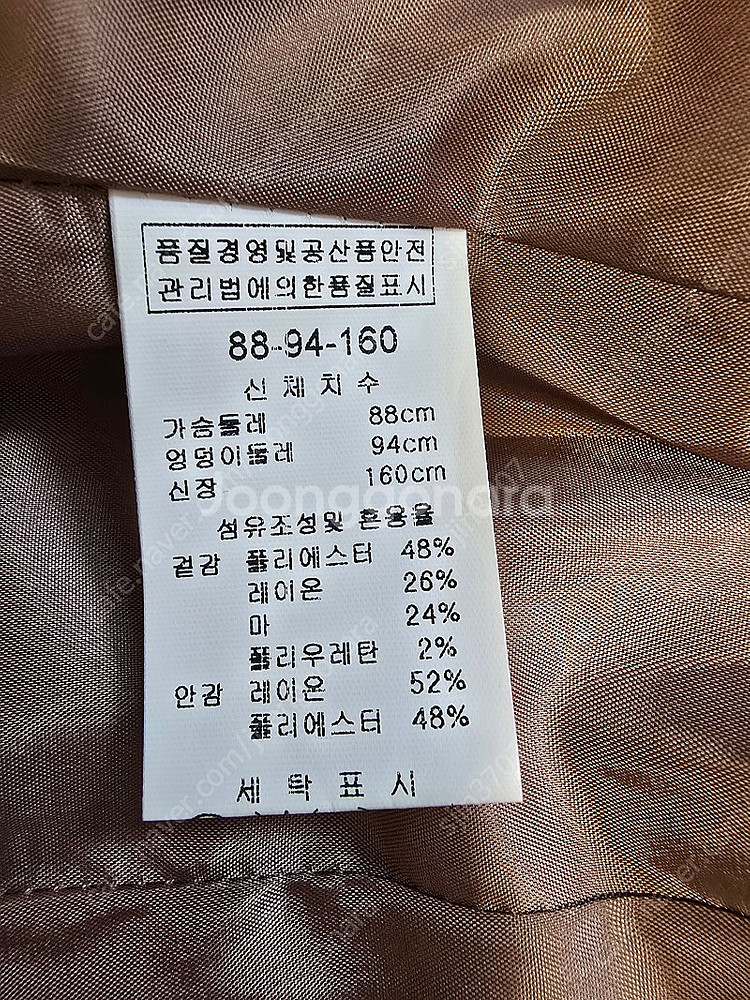 품질경영및공산품안전
관리법에의한품질표시
88-94-160
신 체 치 수
가슴둘레 88cm
엉덩이둘레 94cm
신장 160cm
Joongonara
섬유조성및 혼용율
겉감 폴리에스터 48%
레이온 26%
마 24%
폴리우레탄 2%
안감 레이온 52%
폴리에스터 48%
세 탁 표 시